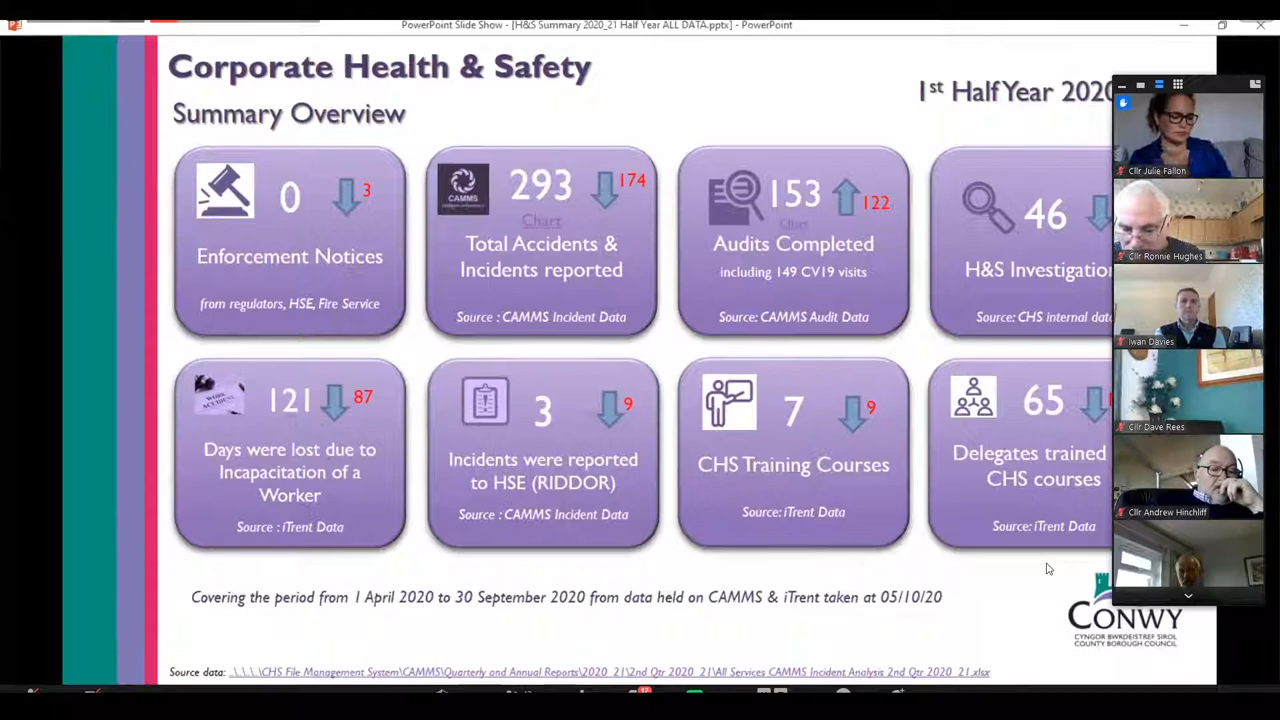 PowerPoint Slide Show - [H&S Summary 2020_21 Half Year ALL DATA.pptx] - PowerPoint
Corporate Health & Safety
Summary Overview
1st Half Year 2020
0
3
Enforcement Notices
from regulators, HSE, Fire Service
CAMMS
293
174
Chart
Total Accidents &
Incidents reported
Source : CAMMS Incident Data
153
122
Chart
Audits Completed
including 149 CV19 visits
Source: CAMMS Audit Data
46
H&S Investigation
Source: CHS internal data
WORK
ACCIDENT
121
87
Days were lost due to
Incapacitation of a
Worker
Source : iTrent Data
3
9
Incidents were reported
to HSE (RIDDOR)
Source : CAMMS Incident Data
7
9
CHS Training Courses
Source: iTrent Data
65
Delegates trained
CHS courses
Source: iTrent Data
Covering the period from 1 April 2020 to 30 September 2020 from data held on CAMMS & iTrent taken at 05/10/20
CONWY
CYNGOR BWRDEISTREF SIROL
COUNTY BOROUGH COUNCIL
Source data: ..\..\..\..\CHS File Management System\CAMMS\Quarterly and Annual Reports\2020_21\2nd Qtr 2020_21\All Services CAMMS Incident Analysis 2nd Qtr 2020_21.xlsx
Cllr Julie Fallon
Cllr Ronnie Hughes
Iwan Davies
Cllr Dave Rees
Cllr Andrew Hinchliff